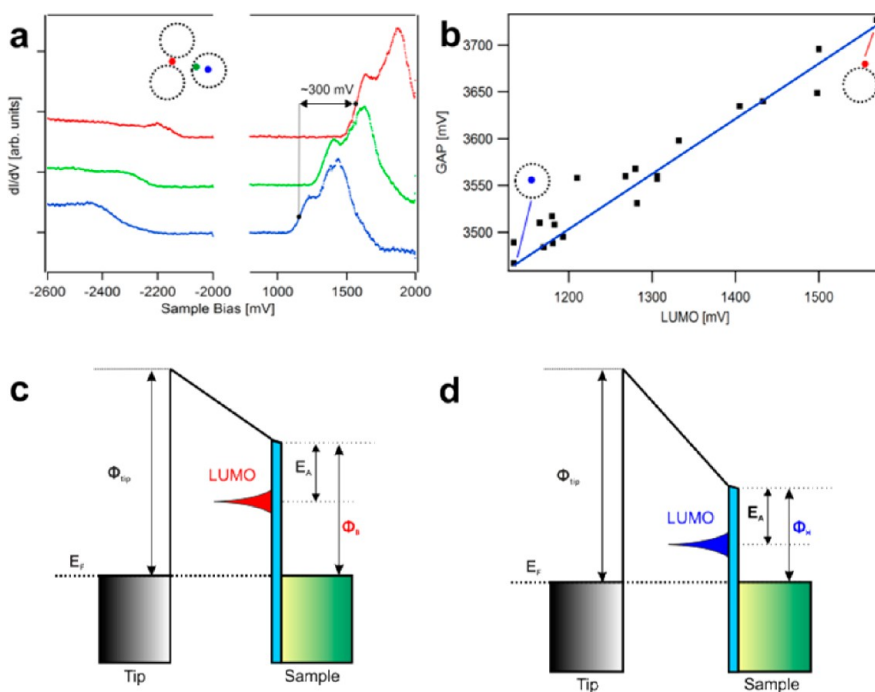 a
dI/dV [arb. units]
~300 mV
-2600 -2400 -2200 -2000 1000 1500 2000
Sample Bias [mV]
b
GAP [mV]
3700
3650
3600
3550
3500
1200 1300 1400 1500
LUMO [mV]
c
Φtip
LUMO
EA
ΦB
EF
Tip
Sample
d
Φtip
LUMO
EA
ΦH
EF
Tip
Sample